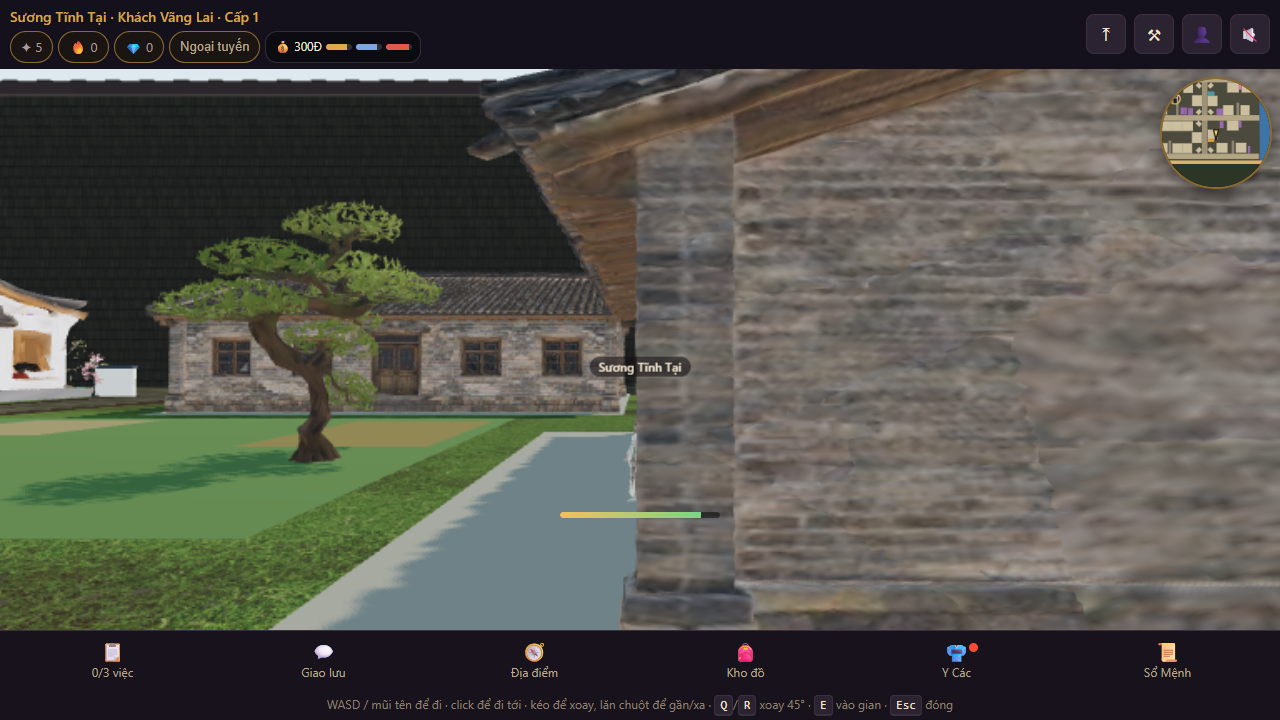 Sương Tĩnh Tại · Khách Vãng Lai · Cấp 1
5
0
0
Ngoại tuyến
300Đ
Sương Tĩnh Tại
0/3 việc
Giao lưu
Địa điểm
Kho đồ
Y Các
Sổ Mệnh
WASD / mũi tên để đi · click để đi tới · kéo để xoay, lăn chuột để gần/xa · Q / R xoay 45° · E vào gian · Esc đóng